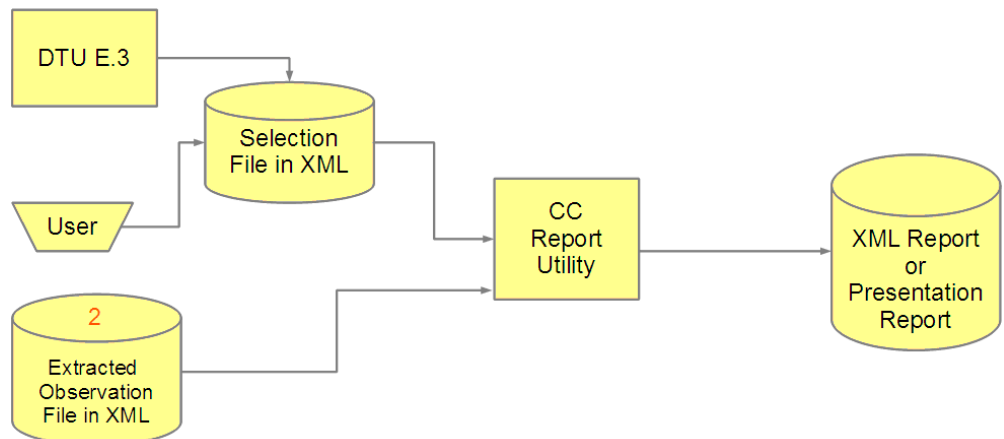 DTU E.3
Selection
File in XML
User
CC
Report
Utility
XML Report
or
Presentation
Report
2
Extracted
Observation
File in XML